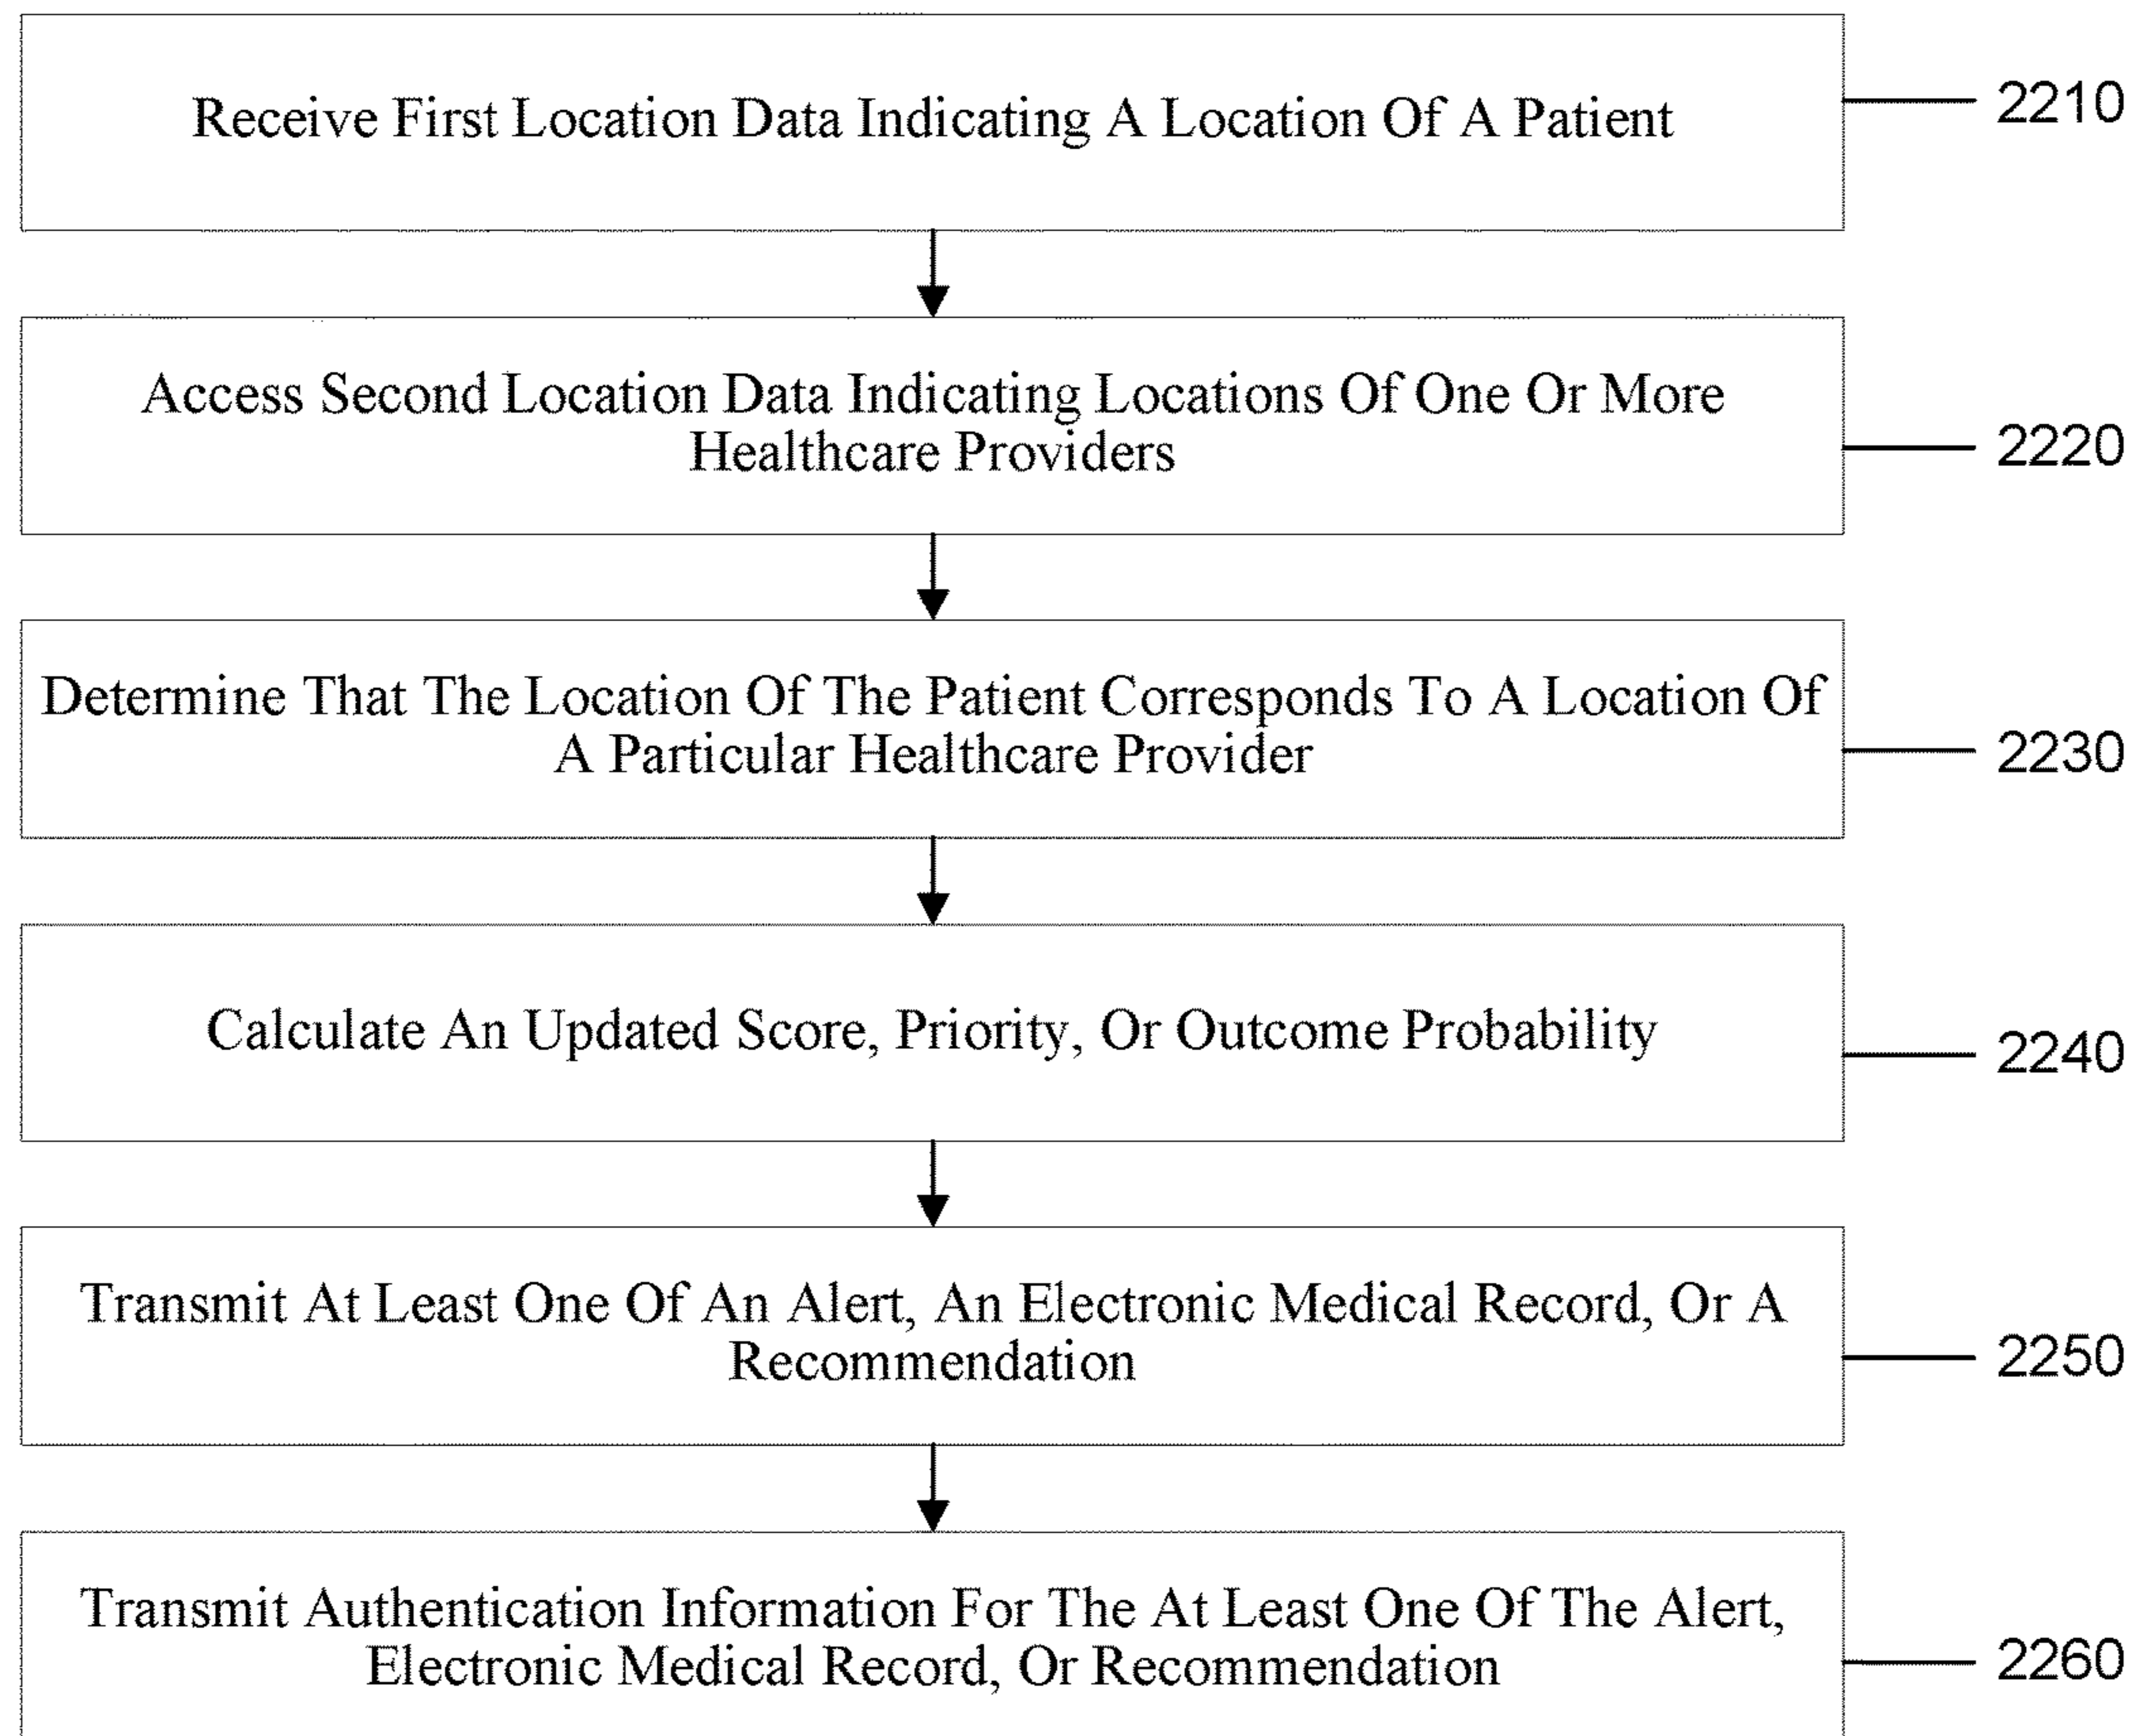 Receive First Location Data Indicating A Location Of A Patient
2210
Access Second Location Data Indicating Locations Of One Or More
Healthcare Providers
2220
Determine That The Location Of The Patient Corresponds To A Location Of
A Particular Healthcare Provider
2230
Calculate An Updated Score, Priority, Or Outcome Probability
2240
Transmit At Least One Of An Alert, An Electronic Medical Record, Or A
Recommendation
2250
Transmit Authentication Information For The At Least One Of The Alert,
Electronic Medical Record, Or Recommendation
2260